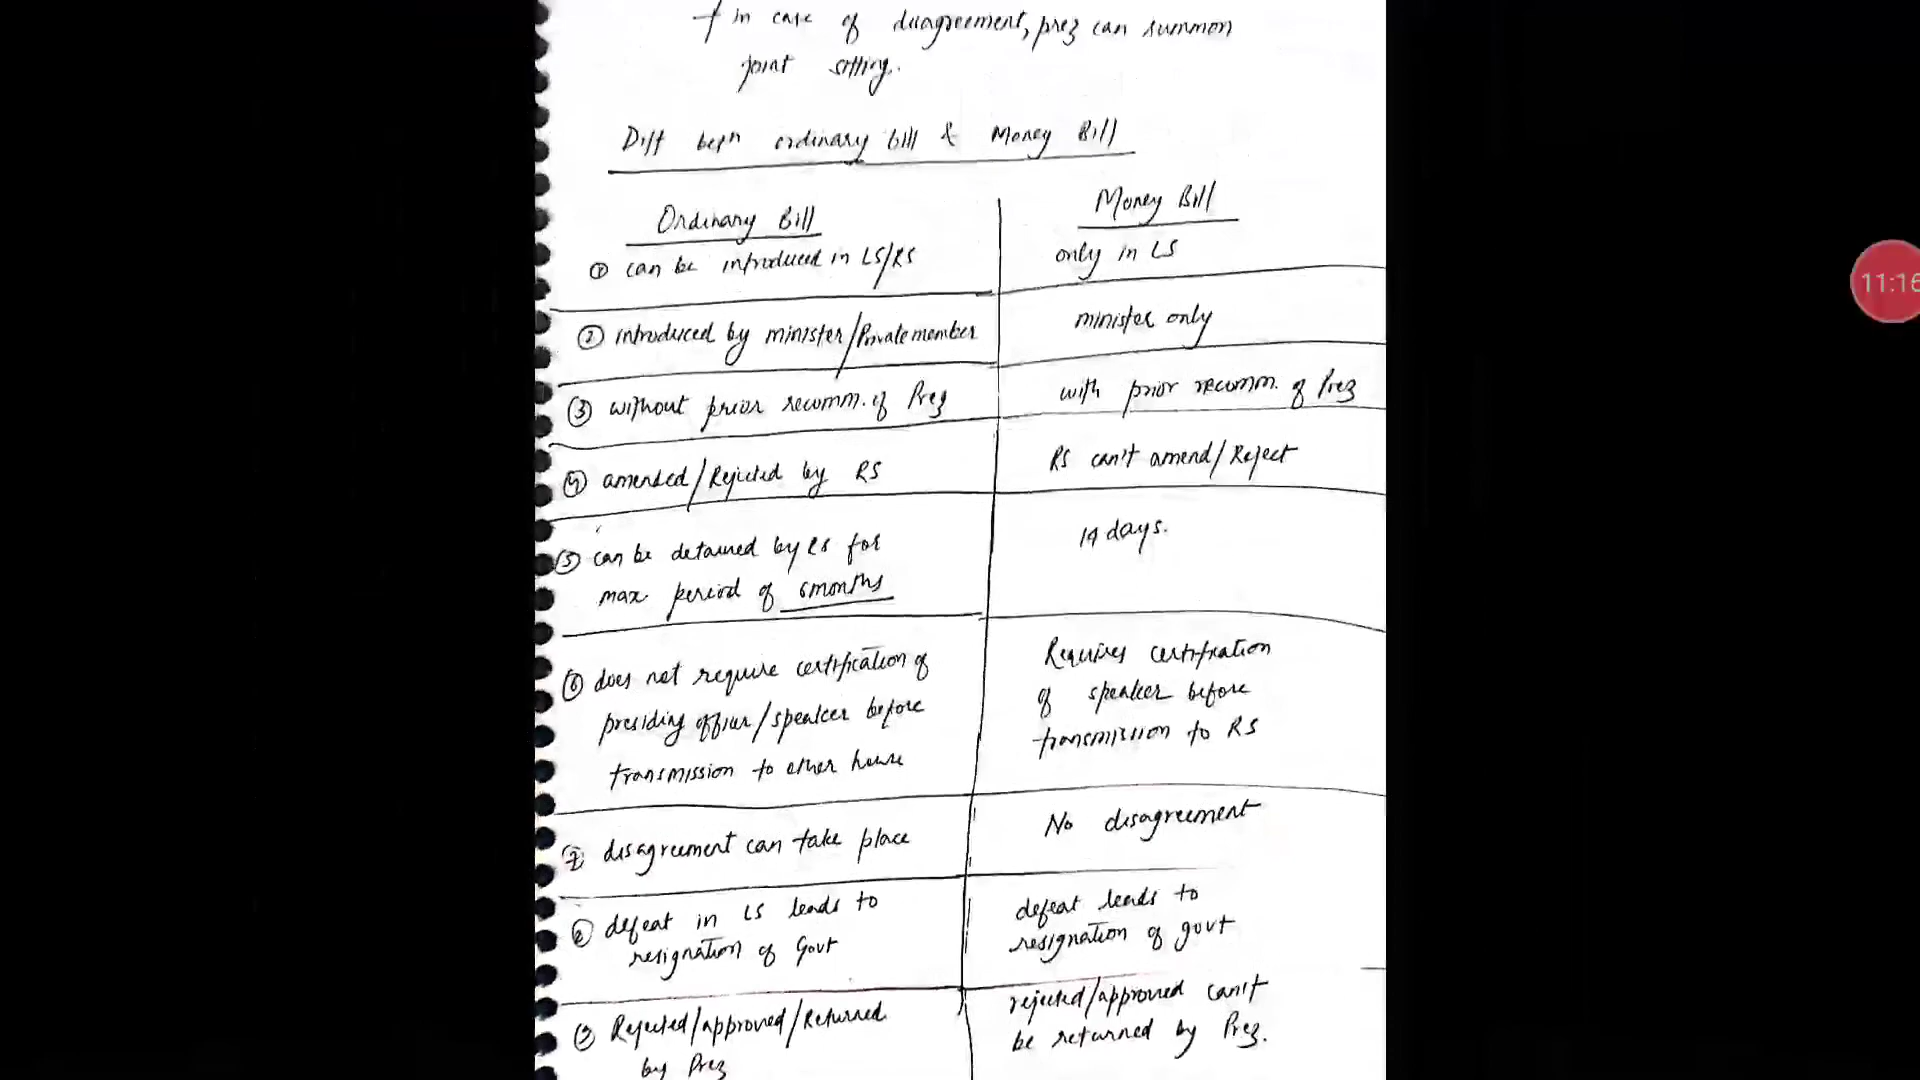 → in case of disagreement, prez can summon
joint sitting.
Diff betn ordinary bill & Money Bill
Ordinary Bill
Money Bill
① can be introduced in LS/RS
only in LS
② introduced by minister/Private member
minister only
③ without prior recomm. of Prez
with prior recomm. of Prez
④ amended/Rejected by RS
RS can't amend/Reject
⑤ can be detained by RS for
max. period of 6months
14 days.
⑥ does not require certification of
presiding officer/speaker before
transmission to other house
Requires certification
of speaker before
transmission to RS
⑦ disagreement can take place
No disagreement
⑧ defeat in LS leads to
resignation of Govt
defeat leads to
resignation of govt
⑨ Rejected/approved/Returned
by Prez
rejected/approved can't
be returned by Prez.
11:16